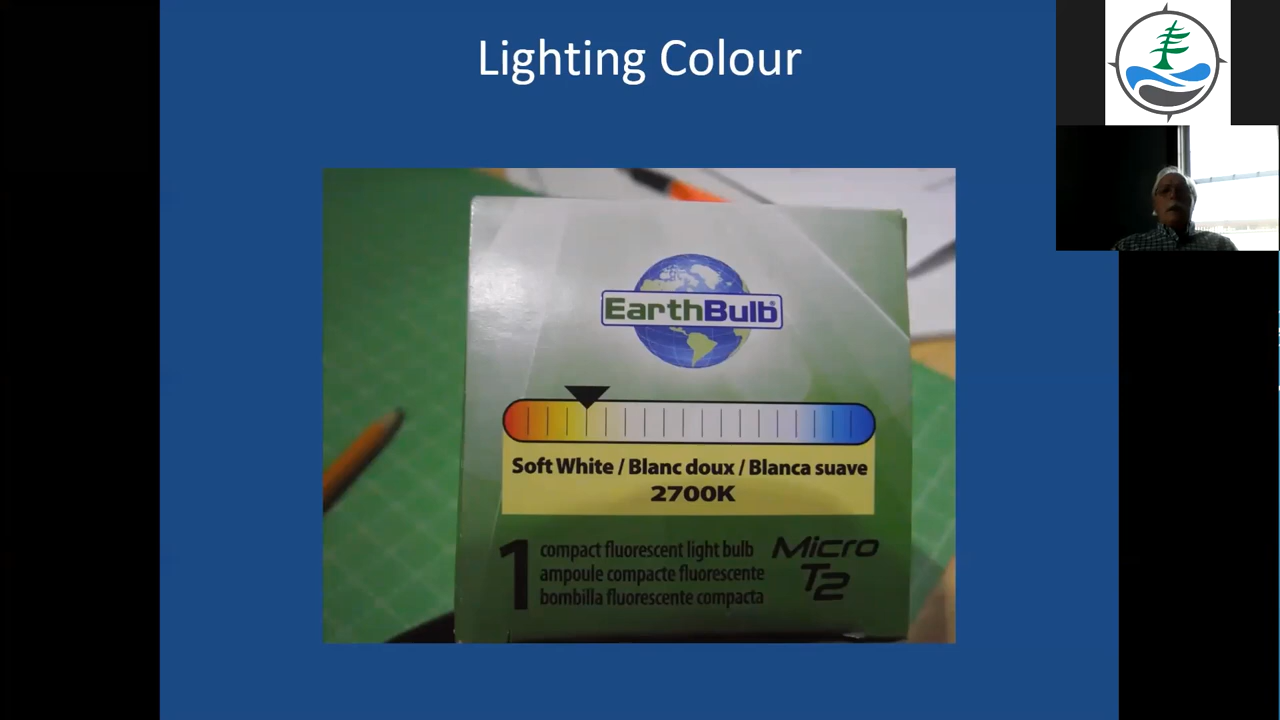 Lighting Colour
EarthBulb®
Soft White / Blanc doux / Blanca suave
2700K
1 compact fluorescent light bulb
ampoule compacte fluorescente
bombilla fluorescente compacta
Micro
T2